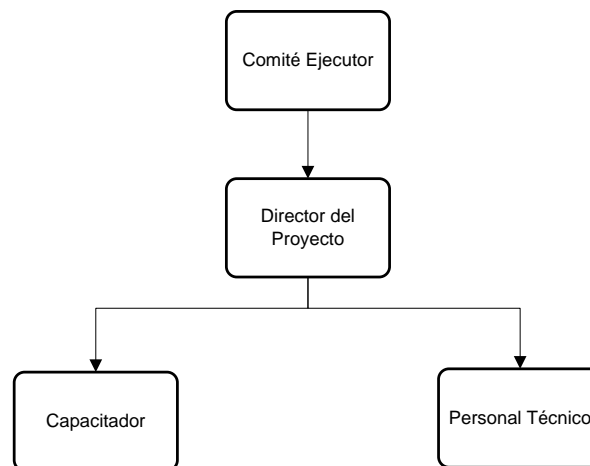 Comité Ejecutor
Director del
Proyecto
Capacitador
Personal Técnico